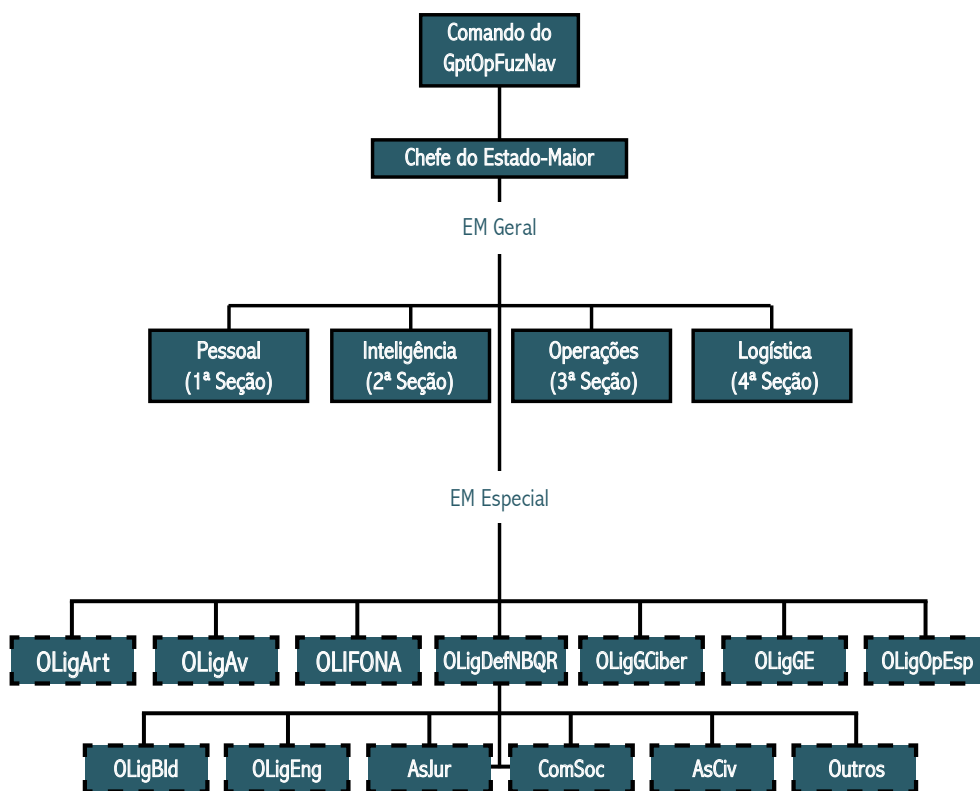 Comando do
GptOpFuzNav
Chefe do Estado-Maior
EM Geral
Pessoal
(1ª Seção)
Inteligência
(2ª Seção)
Operações
(3ª Seção)
Logística
(4ª Seção)
EM Especial
OLigArt
OLigAv
OLIFONA
OLigDefNBQR
OLigGCiber
OLigGE
OLigOpEsp
OLigBld
OLigEng
AsJur
ComSoc
AsCiv
Outros